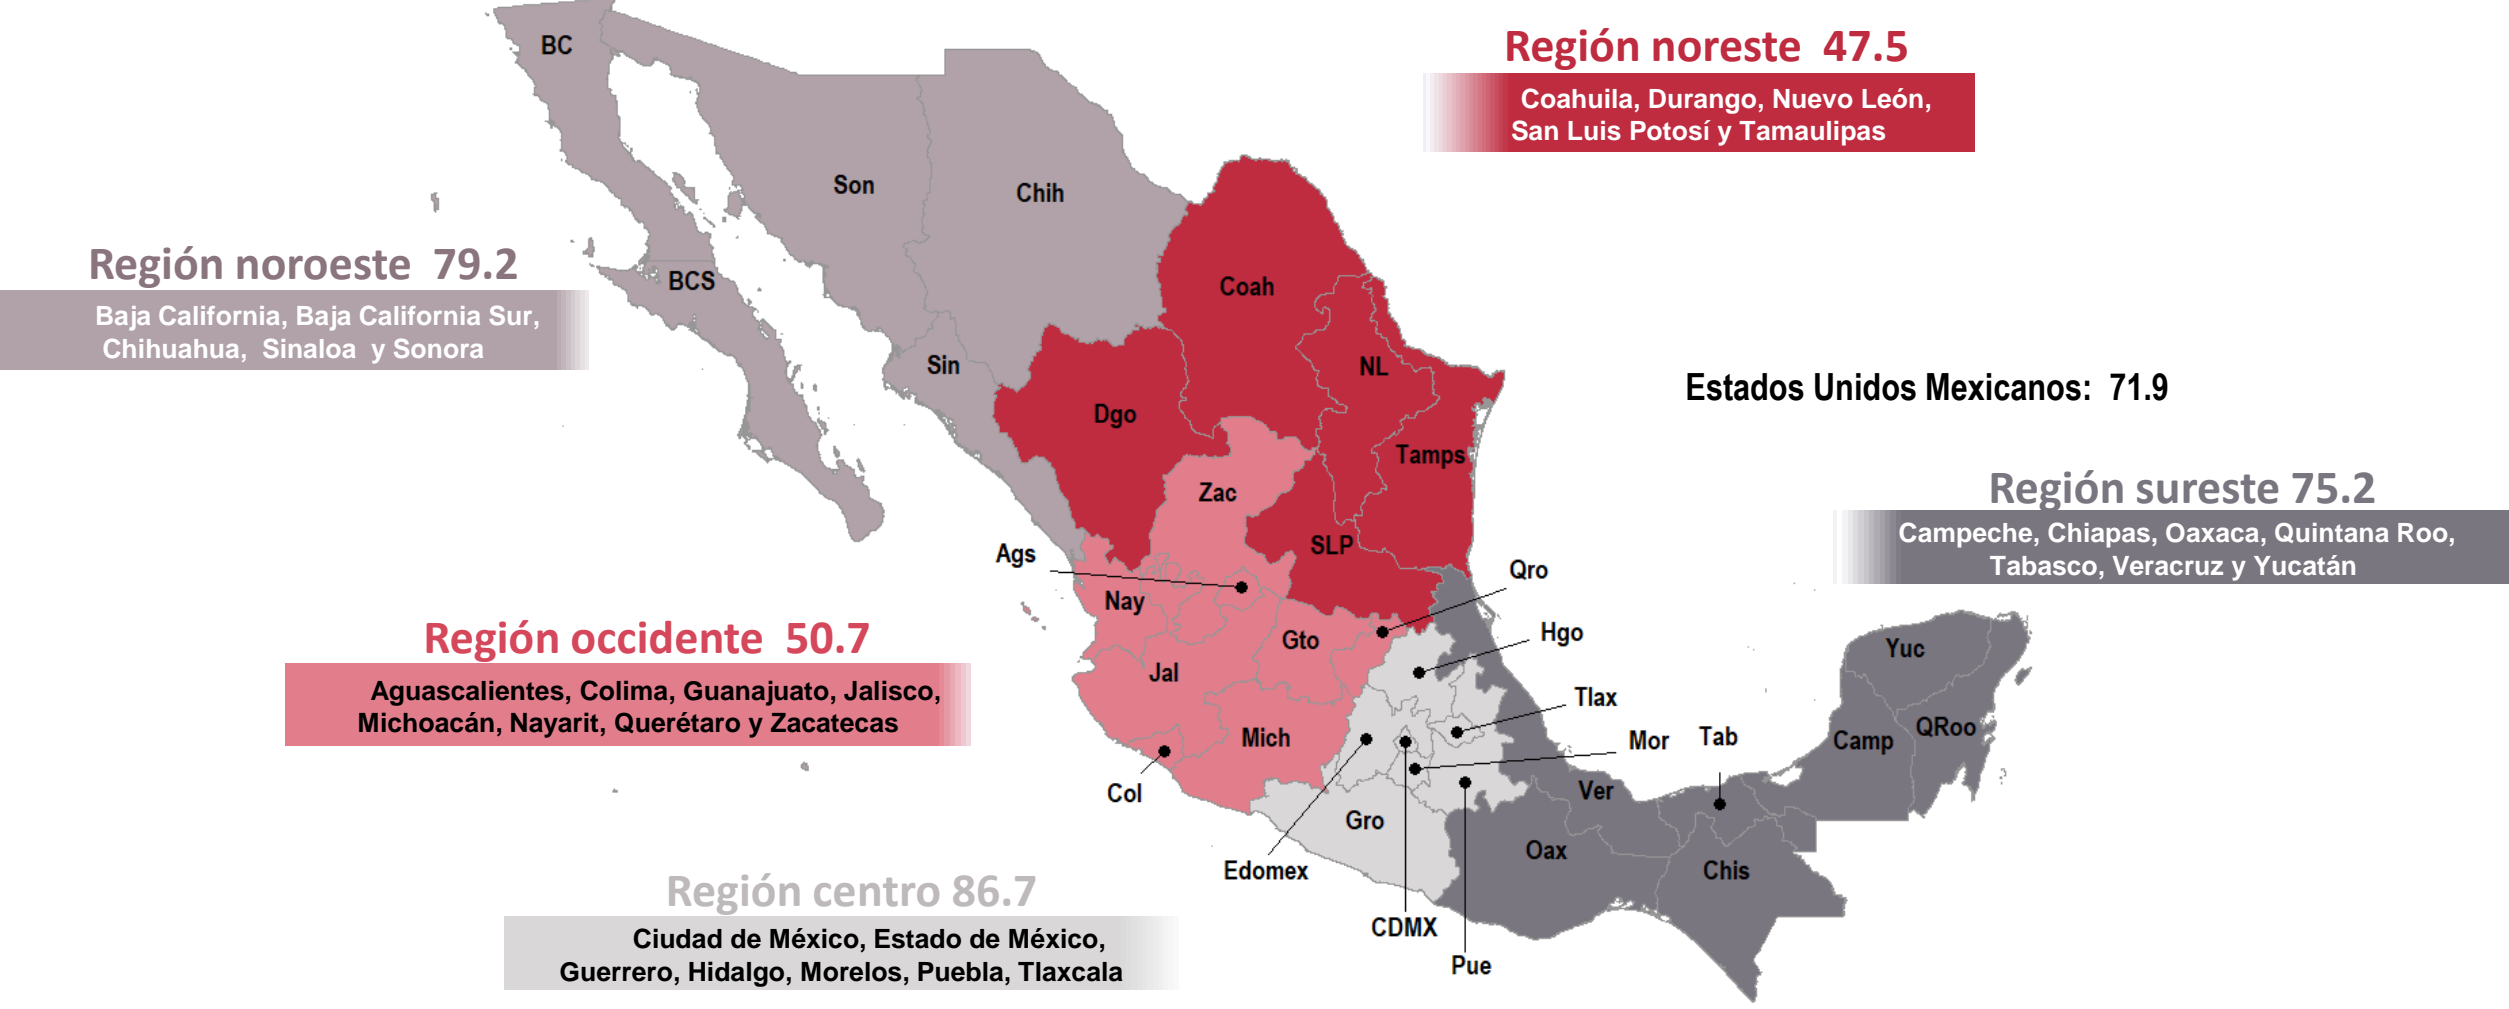 BC
Región noreste 47.5
Coahuila, Durango, Nuevo León,
San Luis Potosí y Tamaulipas
Son
Chih
Región noroeste 79.2
Baja California, Baja California Sur,
Chihuahua, Sinaloa y Sonora
BCS
Coah
Sin
NL
Estados Unidos Mexicanos: 71.9
Dgo
Tamps
Zac
Región sureste 75.2
Campeche, Chiapas, Oaxaca, Quintana Roo,
Tabasco, Veracruz y Yucatán
SLP
Ags
Qro
Nay
Región occidente 50.7
Aguascalientes, Colima, Guanajuato, Jalisco,
Michoacán, Nayarit, Querétaro y Zacatecas
Gto
Hgo
Yuc
Jal
Tlax
Mich
Mor
Tab
Camp
QRoo
Col
Ver
Gro
Oax
Edomex
Chis
Región centro 86.7
Ciudad de México, Estado de México,
Guerrero, Hidalgo, Morelos, Puebla, Tlaxcala
CDMX
Pue